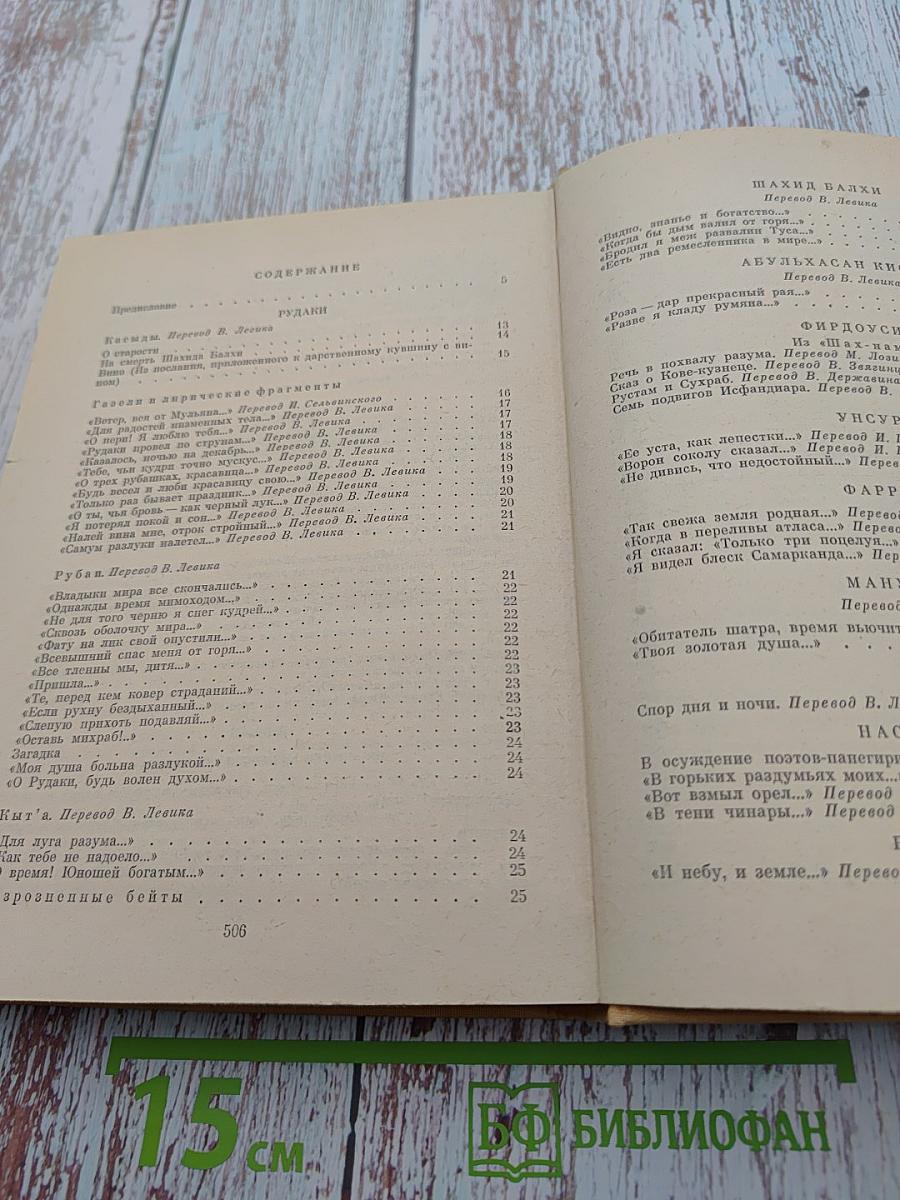 СОДЕРЖАНИЕ
Предисловие . . . 5
РУДАКИ
Касыды. Перевод В. Левика
О старости . . . 13
На смерть Шахида Балхи . . . 14
Вино (Из послания, приложенного к дарственному кувшину с ви-
ном) . . . 15
Газели и лирические фрагменты
«Ветер, вея от Мульяна...» Перевод И. Сельвинского . . . 16
«Для радостей низменных тела...» Перевод В. Левика . . . 17
«О пери! Я люблю тебя...» Перевод В. Левика . . . 17
«Рудаки провел по струнам...» Перевод В. Левика . . . 17
«Казалось, ночью на декабрь...» Перевод В. Левика . . . 18
«Тебе, чьи кудри точно мускус...» Перевод В. Левика . . . 18
«О трех рубашках, красавица...» Перевод В. Левика . . . 18
«Будь весел и люби красавицу свою...» Перевод В. Левика . . . 19
«Только раз бывает праздник...» Перевод В. Левика . . . 19
«О ты, чья бровь — как черный лук...» Перевод В. Левика . . . 20
«Я потерял покой и сон...» Перевод В. Левика . . . 20
«Налей вина мне, отрок стройный...» Перевод В. Левика . . . 21
«Самум разлуки налетел...» Перевод В. Левика . . . 21
Рубаи. Перевод В. Левика
«Владыки мира все скончались...» . . . 21
«Однажды время мимоходом...» . . . 22
«Не для того черню я снег кудрей...» . . . 22
«Сквозь оболочку мира...» . . . 22
«Фату на лик свой опустили...» . . . 22
«Всевышний спас меня от горя...» . . . 22
«Все тленны мы, дитя...» . . . 22
«Пришла...» . . . 23
«Те, перед кем ковер страданий...» . . . 23
«Если рухну бездыханный...» . . . 23
«Слепую прихоть подавляй...» . . . 23
«Оставь михраб!..» . . . 23
Загадка . . . 24
«Моя душа больна разлукой...» . . . 24
«О Рудаки, будь волен духом...» . . . 24
Кыт'а. Перевод В. Левика
Для луга разума...» . . . 24
Как тебе не надоело...» . . . 24
О время! Юношей богатым...» . . . 25
зрозненные бейты . . . 25
506
ШАХИД БАЛХИ
Перевод В. Левика
«Видно, знанье и богатство...»
«Когда бы дым валил от горя...»
«Бродил я меж развалин Туса...»
«Есть два ремесленника в мире...»
АБУЛЬХАСАН КИС
Перевод В. Левика
«Роза — дар прекрасный рая...»
«Разве я кладу румяна...»
ФИРДОУСИ
Из «Шах-нам
Речь в похвалу разума. Перевод М. Лози
Сказ о Кове-кузнеце. Перевод В. Звягинц
Рустам и Сухраб. Перевод В. Державина
Семь подвигов Исфандиара. Перевод В.
УНСУР
«Ее уста, как лепестки...» Перевод И.
«Ворон соколу сказал...» Перевод И.
«Не дивись, что недостойный...» Перев
ФАРР
«Так свежа земля родная...» Перевод
«Когда в переливы атласа...» Перево
«Я сказал: «Только три поцелуя...»
«Я видел блеск Самарканда...» Пер
МАНУ
Перевод
«Обитатель шатра, время вьючит
«Твоя золотая душа...» . . .
Спор дня и ночи. Перевод В. Л
НАС
В осуждение поэтов-панегири
«В горьких раздумьях моих...
«Вот взмыл орел...» Перевод
«В тени чинары...» Перевод
«И небу, и земле...» Перево
15 см
БФ БИБЛИОФАН